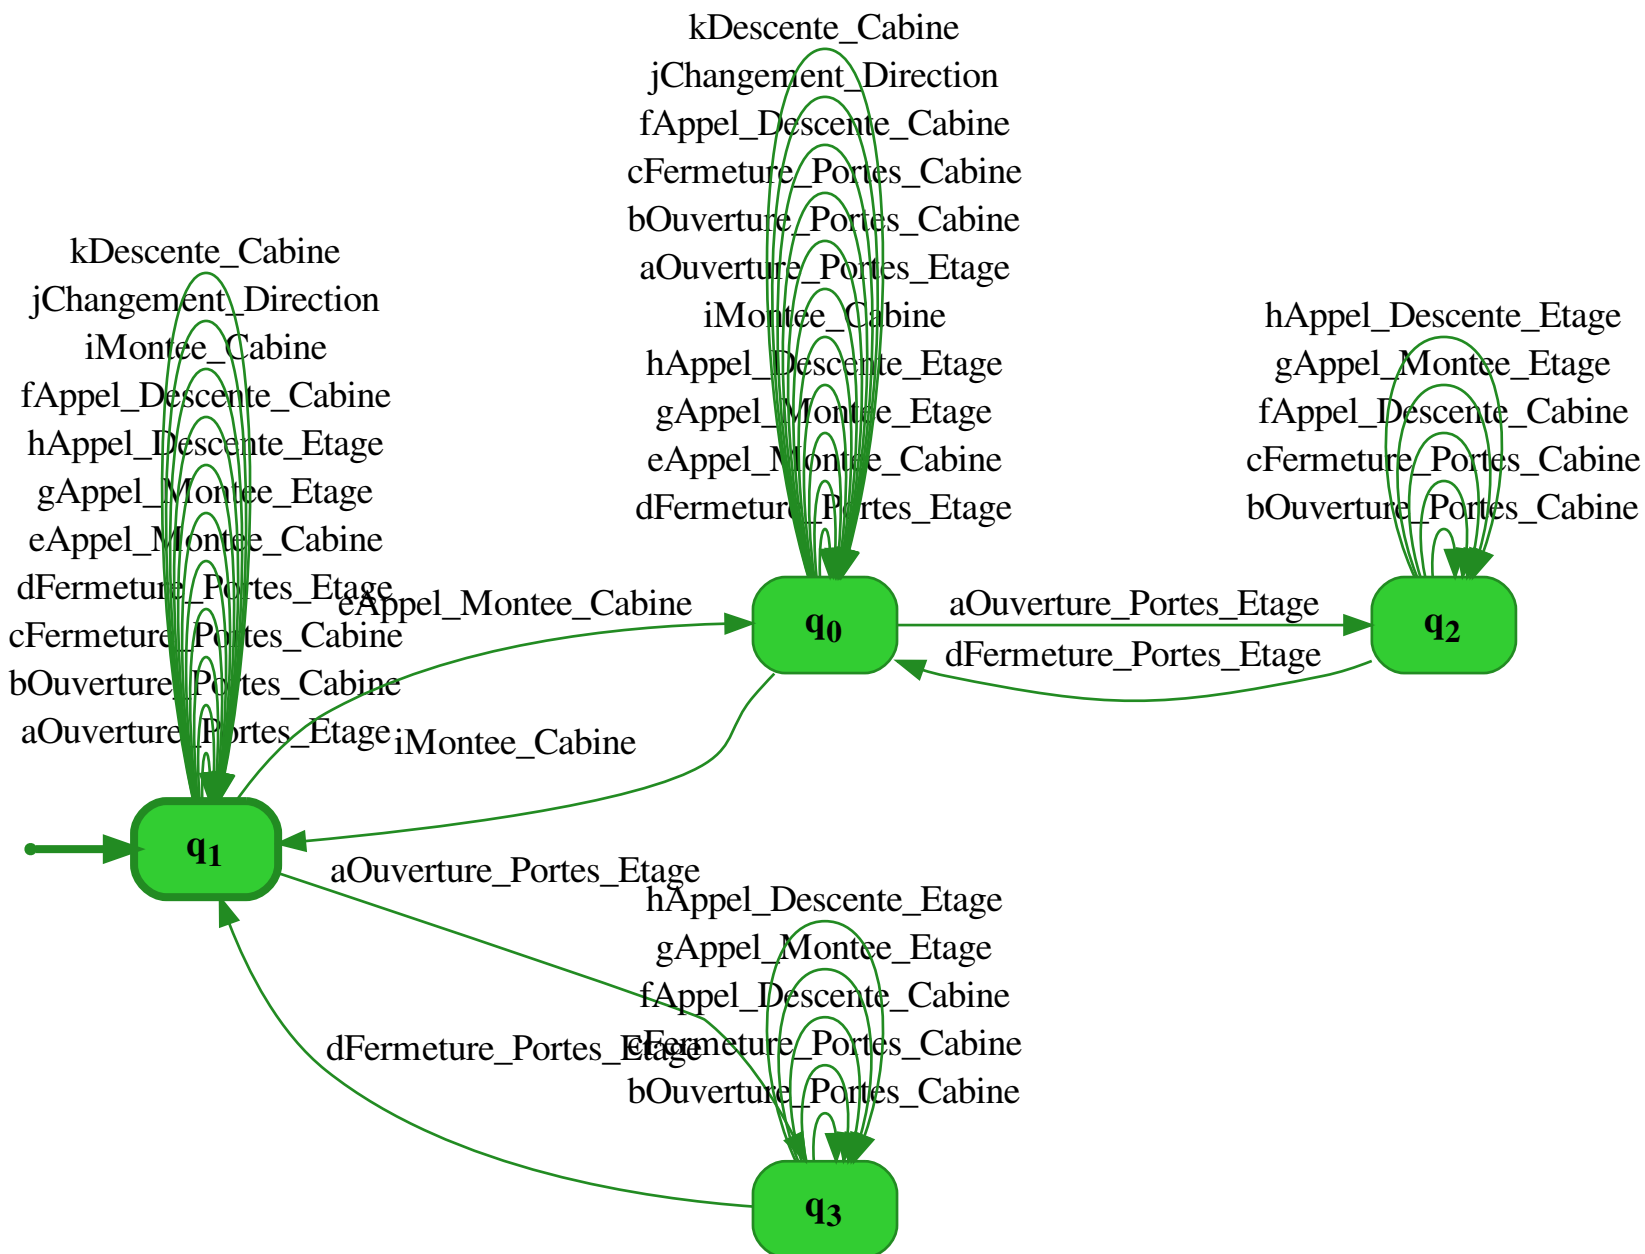 kDescente_Cabine
jChangement_Direction
fAppel_Descente_Cabine
cFermeture_Portes_Cabine
bOuverture_Portes_Cabine
aOuverture_Portes_Etage
iMontee_Cabine
hAppel_Descente_Etage
gAppel_Montee_Etage
eAppel_Montee_Cabine
dFermeture_Portes_Etage
kDescente_Cabine
jChangement_Direction
iMontee_Cabine
fAppel_Descente_Cabine
hAppel_Descente_Etage
gAppel_Montee_Etage
eAppel_Montee_Cabine
dFermeture_Portes_Etage
cFermeture_Portes_Cabine
bOuverture_Portes_Cabine
aOuverture_Portes_Etage
hAppel_Descente_Etage
gAppel_Montee_Etage
fAppel_Descente_Cabine
cFermeture_Portes_Cabine
bOuverture_Portes_Cabine
eAppel_Montee_Cabine
q0
aOuverture_Portes_Etage
q2
dFermeture_Portes_Etage
iMontee_Cabine
q1
aOuverture_Portes_Etage
hAppel_Descente_Etage
gAppel_Montee_Etage
fAppel_Descente_Cabine
dFermeture_Portes_Etage
cFermeture_Portes_Cabine
bOuverture_Portes_Cabine
q3